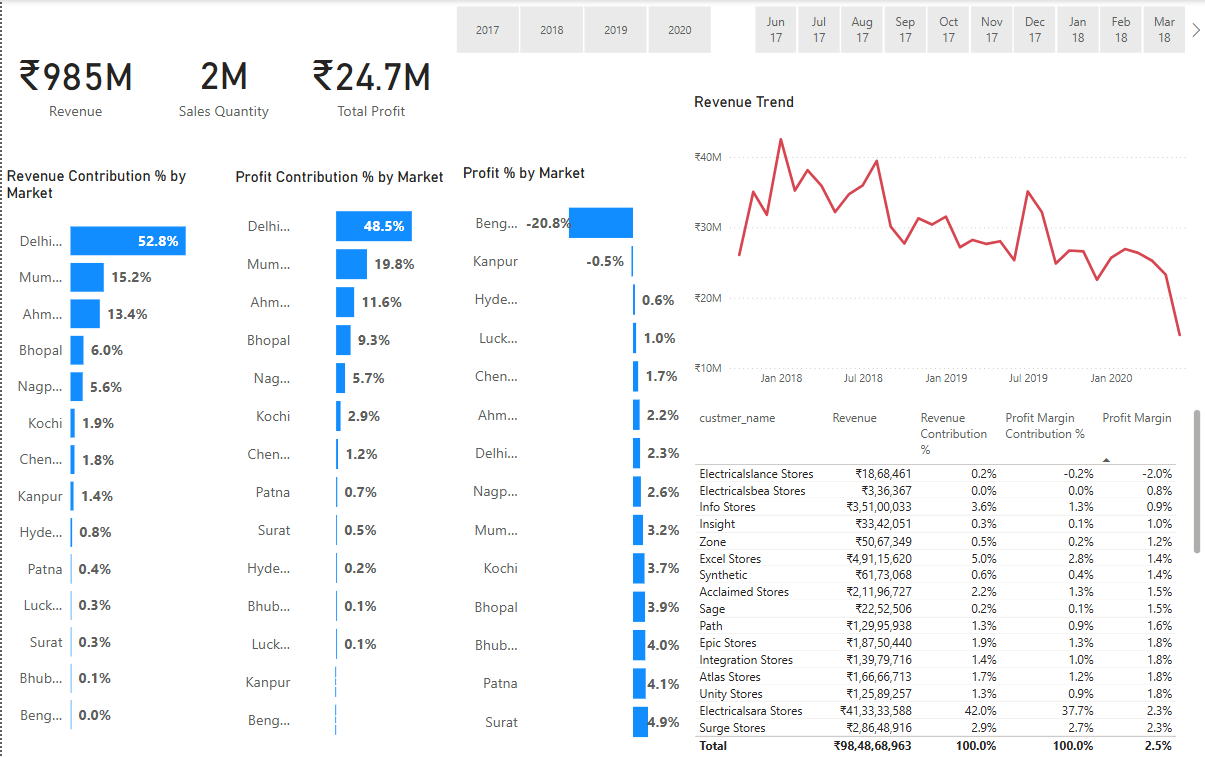 2017 2018 2019 2020
Jun 17 Jul 17 Aug 17 Sep 17 Oct 17 Nov 17 Dec 17 Jan 18 Feb 18 Mar 18
₹985M
Revenue
2M
Sales Quantity
₹24.7M
Total Profit
Revenue Contribution % by
Market
Delhi... 52.8%
Mum... 15.2%
Ahm... 13.4%
Bhopal 6.0%
Nagp... 5.6%
Kochi 1.9%
Chen... 1.8%
Kanpur 1.4%
Hyde... 0.8%
Patna 0.4%
Luck... 0.3%
Surat 0.3%
Bhub... 0.1%
Beng... 0.0%
Profit Contribution % by Market
Delhi... 48.5%
Mum... 19.8%
Ahm... 11.6%
Bhopal 9.3%
Nag... 5.7%
Kochi 2.9%
Chen... 1.2%
Patna 0.7%
Surat 0.5%
Hyde... 0.2%
Bhub... 0.1%
Luck... 0.1%
Kanpur
Beng...
Profit % by Market
Beng... -20.8%
Kanpur -0.5%
Hyde... 0.6%
Luck... 1.0%
Chen... 1.7%
Ahm... 2.2%
Delhi... 2.3%
Nagp... 2.6%
Mum... 3.2%
Kochi 3.7%
Bhopal 3.9%
Bhub... 4.0%
Patna 4.1%
Surat 4.9%
Revenue Trend
₹40M
₹30M
₹20M
₹10M
Jan 2018 Jul 2018 Jan 2019 Jul 2019 Jan 2020
custmer_name Revenue Revenue Contribution % Profit Margin Contribution % Profit Margin
Electricalslance Stores ₹18,68,461 0.2% -0.2% -2.0%
Electricalsbea Stores ₹3,36,367 0.0% 0.0% 0.8%
Info Stores ₹3,51,00,033 3.6% 1.3% 0.9%
Insight ₹33,42,051 0.3% 0.1% 1.0%
Zone ₹50,67,349 0.5% 0.2% 1.2%
Excel Stores ₹4,91,15,620 5.0% 2.8% 1.4%
Synthetic ₹61,73,068 0.6% 0.4% 1.4%
Acclaimed Stores ₹2,11,96,727 2.2% 1.3% 1.5%
Sage ₹22,52,506 0.2% 0.1% 1.5%
Path ₹1,29,95,938 1.3% 0.9% 1.6%
Epic Stores ₹1,87,50,440 1.9% 1.3% 1.8%
Integration Stores ₹1,39,79,716 1.4% 1.0% 1.8%
Atlas Stores ₹1,66,66,713 1.7% 1.2% 1.8%
Unity Stores ₹1,25,89,257 1.3% 0.9% 1.8%
Electricalsara Stores ₹41,33,33,588 42.0% 37.7% 2.3%
Surge Stores ₹2,86,48,916 2.9% 2.7% 2.3%
Total ₹98,48,68,963 100.0% 100.0% 2.5%